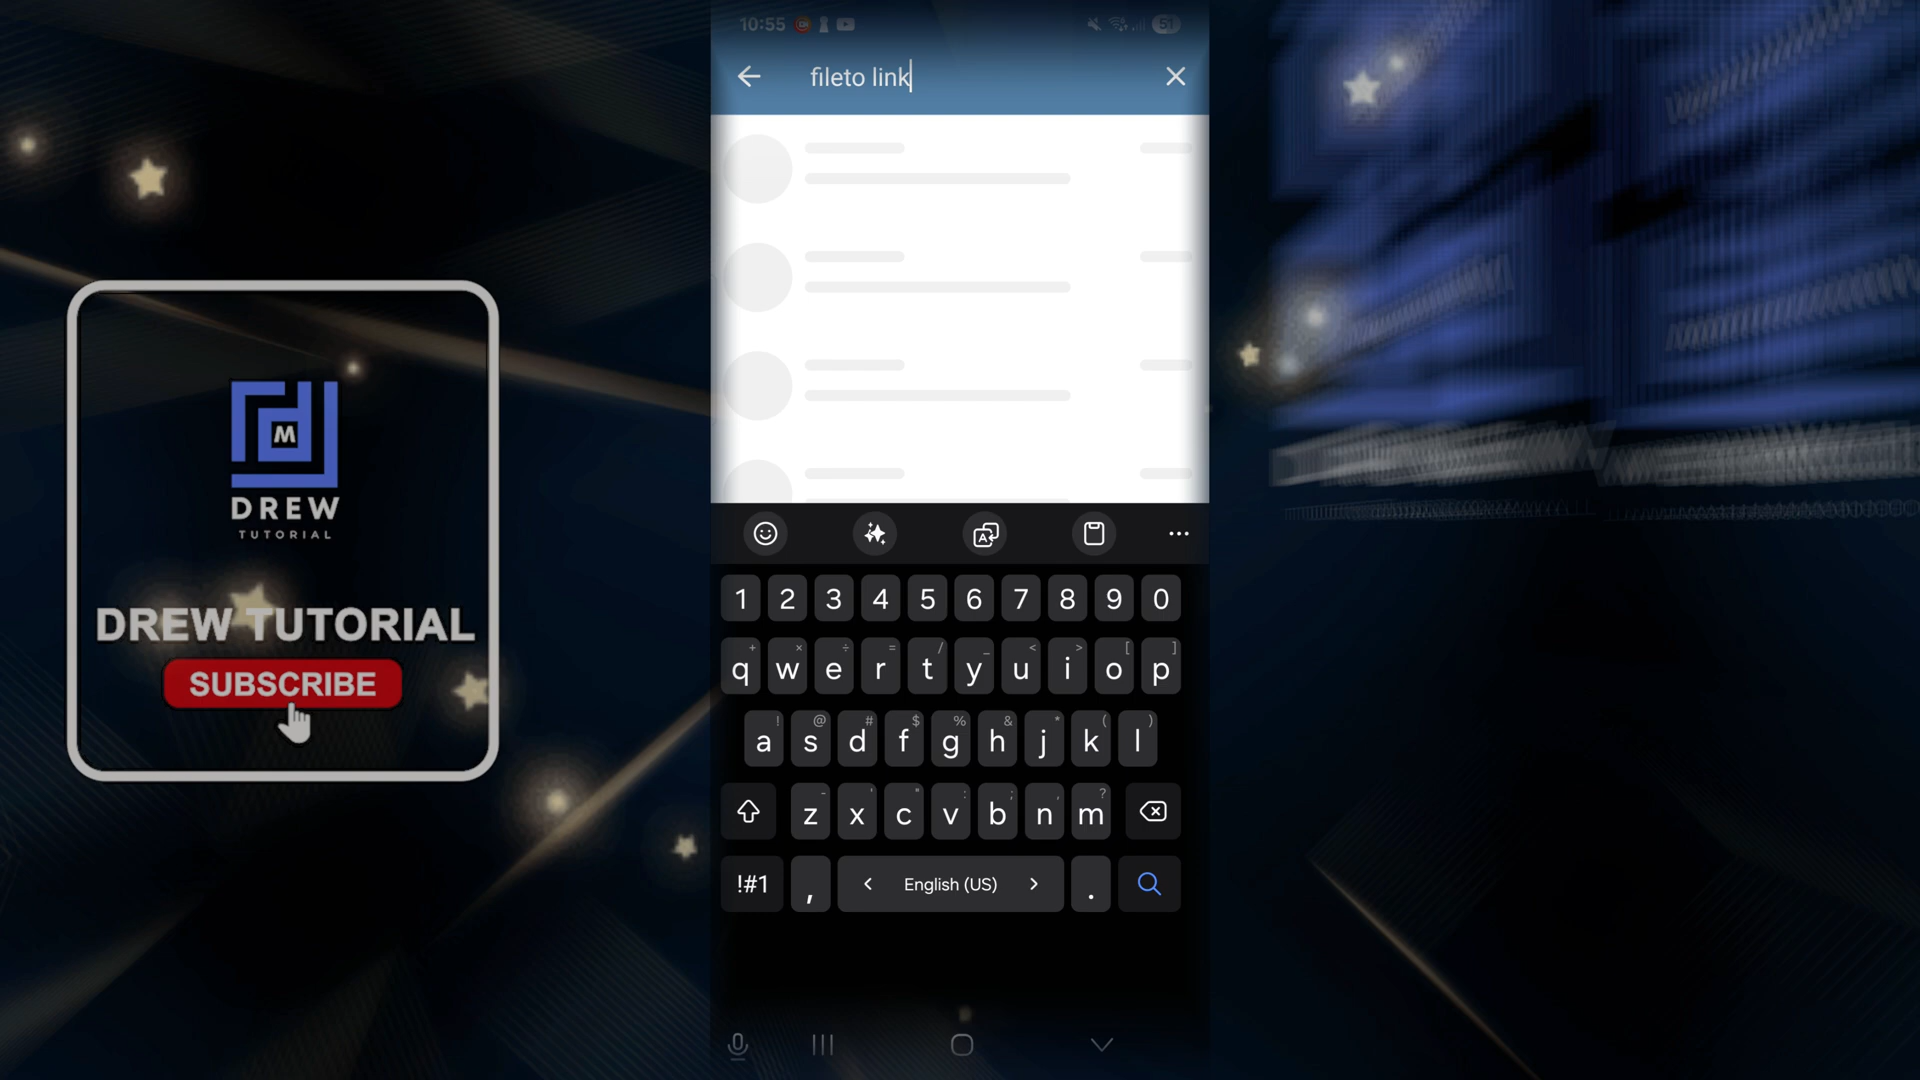 10:55
51
fileto link
M
DREW
TUTORIAL
DREW TUTORIAL
SUBSCRIBE
1 2 3 4 5 6 7 8 9 0
+ × ÷ = / _ < > [ ]
q w e r t y u i o p
! @ # $ % & * ( )
a s d f g h j k l
- ' " : ; , ?
z x c v b n m
!#1 , < English (US) > .